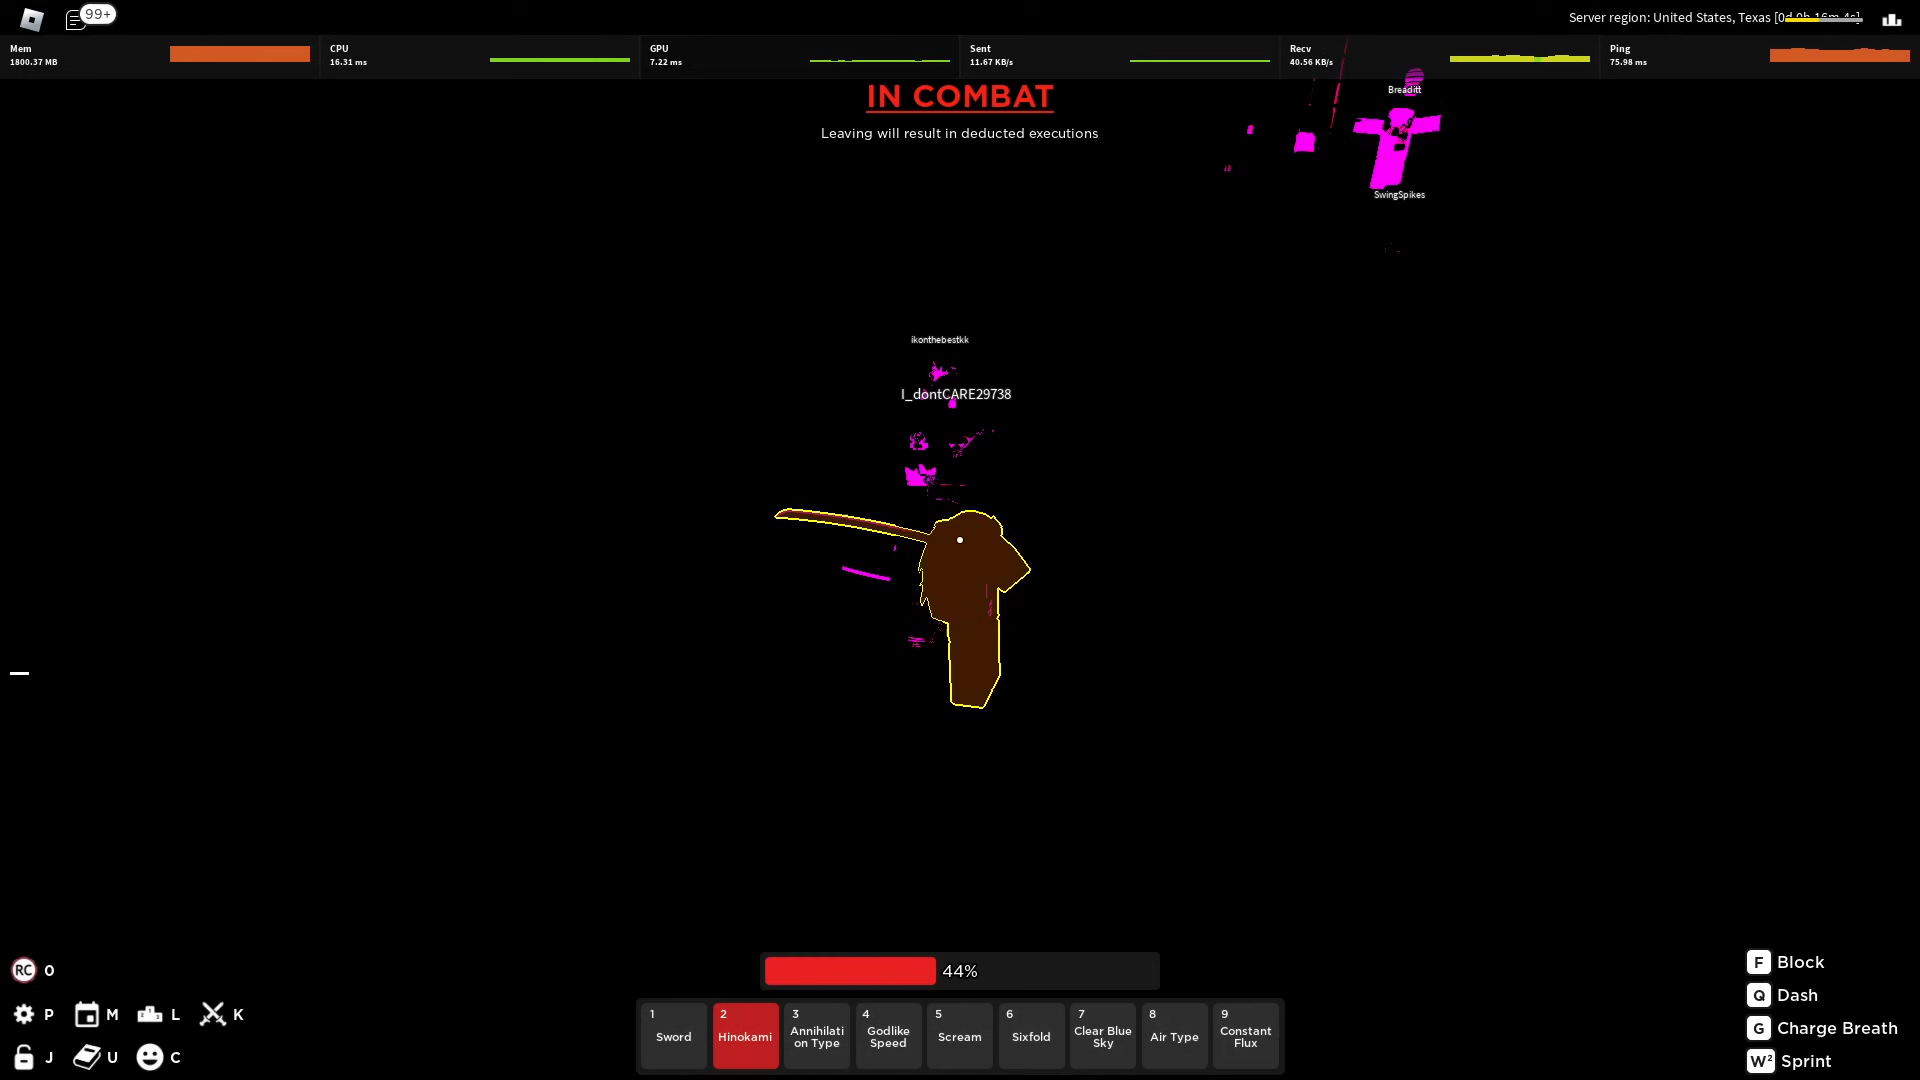 99+
Server region: United States, Texas [0d 0h 16m 4s]
Mem
1800.37 MB
CPU
16.31 ms
GPU
7.22 ms
Sent
11.67 KB/s
Recv
40.56 KB/s
Ping
75.98 ms
IN COMBAT
Leaving will result in deducted executions
Breaditt
SwingSpikes
ikonthebestkk
I_dontCARE29738
RC 0
P M L K
J U C
44%
1 Sword
2 Hinokami
3 Annihilati
on Type
4 Godlike
Speed
5 Scream
6 Sixfold
7 Clear Blue
Sky
8 Air Type
9 Constant
Flux
F Block
Q Dash
G Charge Breath
W² Sprint